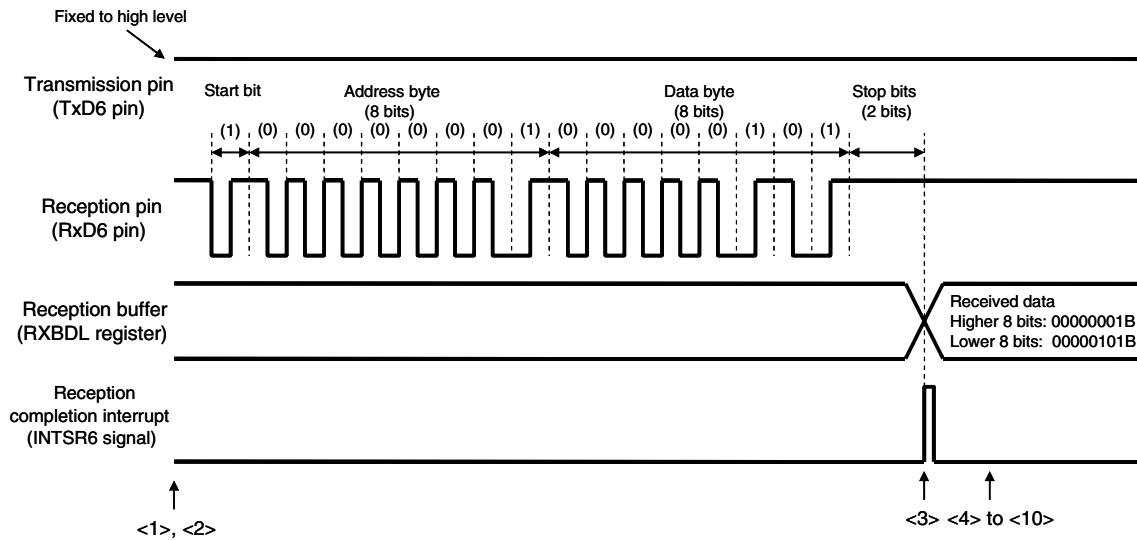 Fixed to high level
Transmission pin
(TxD6 pin)
Start bit
Address byte
(8 bits)
Data byte
(8 bits)
Stop bits
(2 bits)
(1) (0) (0) (0) (0) (0) (0) (0) (1) (0) (0) (0) (0) (0) (1) (0) (1)
Reception pin
(RxD6 pin)
Reception buffer
(RXBDL register)
Received data
Higher 8 bits: 00000001B
Lower 8 bits: 00000101B
Reception
completion interrupt
(INTSR6 signal)
<1>, <2>
<3> <4> to <10>